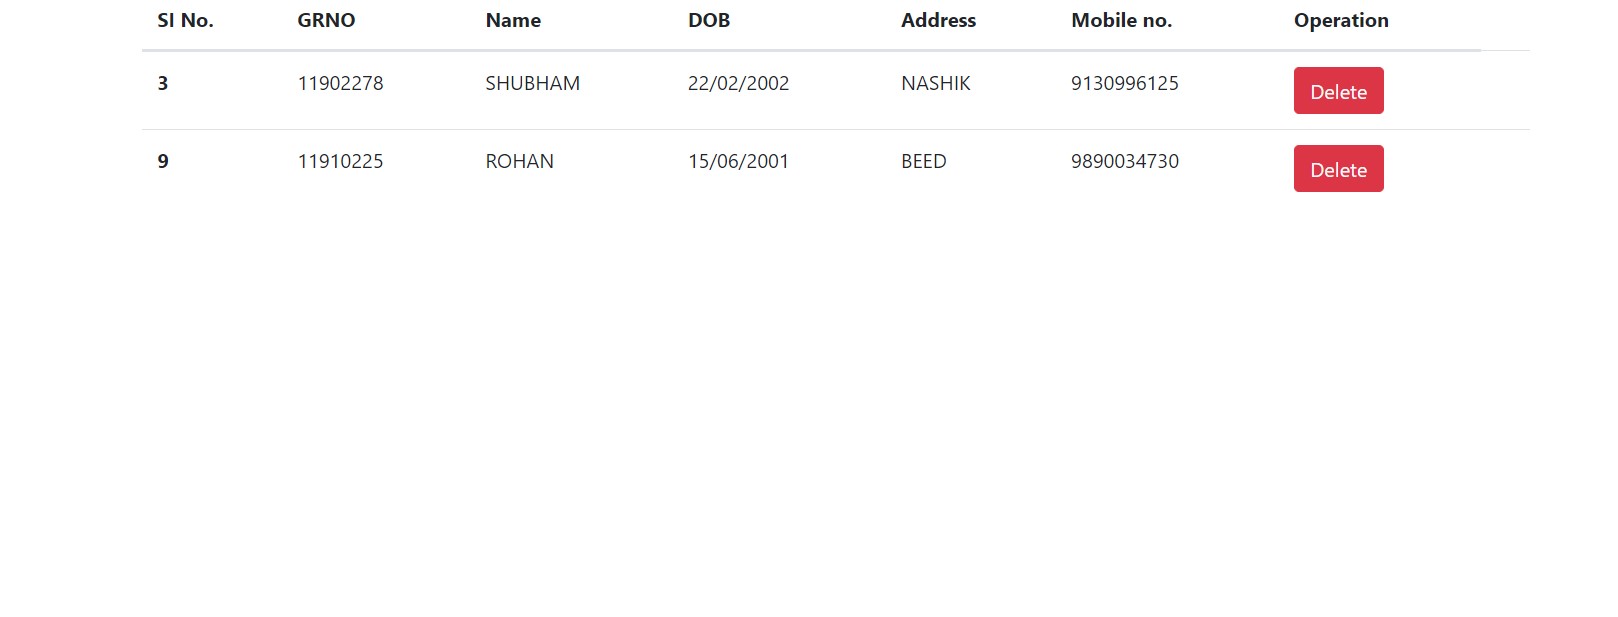 SI No. GRNO Name DOB Address Mobile no. Operation
3 11902278 SHUBHAM 22/02/2002 NASHIK 9130996125 Delete
9 11910225 ROHAN 15/06/2001 BEED 9890034730 Delete